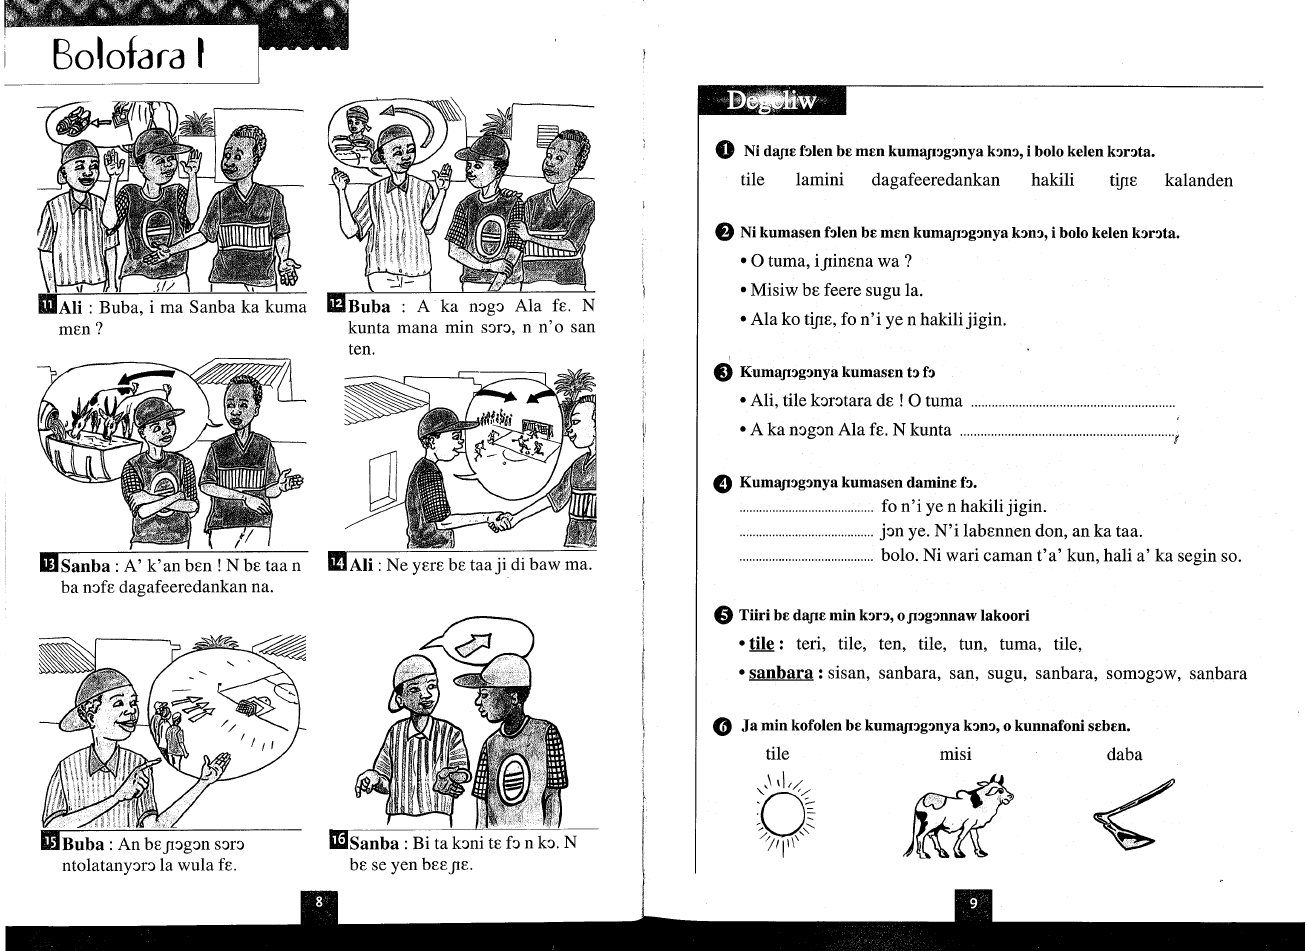 Bolofara I
11 Ali : Buba, i ma Sanba ka kuma
mɛn ?
12 Buba : A ka nɔgɔ Ala fɛ. N
kunta mana min sɔrɔ, n n’o san
ten.
13 Sanba : A’ k’an bɛn ! N bɛ taa n
ba nɔfɛ dagafeeredankan na.
14 Ali : Ne yɛrɛ bɛ taa ji di baw ma.
15 Buba : An bɛ ɲɔgɔn sɔrɔ
ntolatanyɔrɔ la wula fɛ.
16 Sanba : Bi ta kɔni tɛ fɔ n kɔ. N
bɛ se yen bɛɛ ɲɛ.
8
Degeliw
1 Ni daɲɛ fɔlen bɛ mɛn kumaɲɔgɔnya kɔnɔ, i bolo kelen kɔrɔta.
tile lamini dagafeeredankan hakili tiɲɛ kalanden
2 Ni kumasen fɔlen bɛ mɛn kumaɲɔgɔnya kɔnɔ, i bolo kelen kɔrɔta.
• O tuma, i ɲinɛna wa ?
• Misiw bɛ feere sugu la.
• Ala ko tiɲɛ, fo n’i ye n hakili jigin.
3 Kumaɲɔgɔnya kumasɛn tɔ fɔ
• Ali, tile kɔrɔtara dɛ ! O tuma ..........
• A ka nɔgɔn Ala fɛ. N kunta ..........
4 Kumaɲɔgɔnya kumasen daminɛ fɔ.
.......... fo n’i ye n hakili jigin.
.......... jɔn ye. N’i labɛnnen don, an ka taa.
.......... bolo. Ni wari caman t’a’ kun, hali a’ ka segin so.
5 Tiiri bɛ daɲɛ min kɔrɔ, o ɲɔgɔnnaw lakoori
• tile : teri, tile, ten, tile, tun, tuma, tile,
• sanbara : sisan, sanbara, san, sugu, sanbara, somɔgɔw, sanbara
6 Ja min kofolen bɛ kumaɲɔgɔnya kɔnɔ, o kunnafoni sɛbɛn.
tile misi daba
9